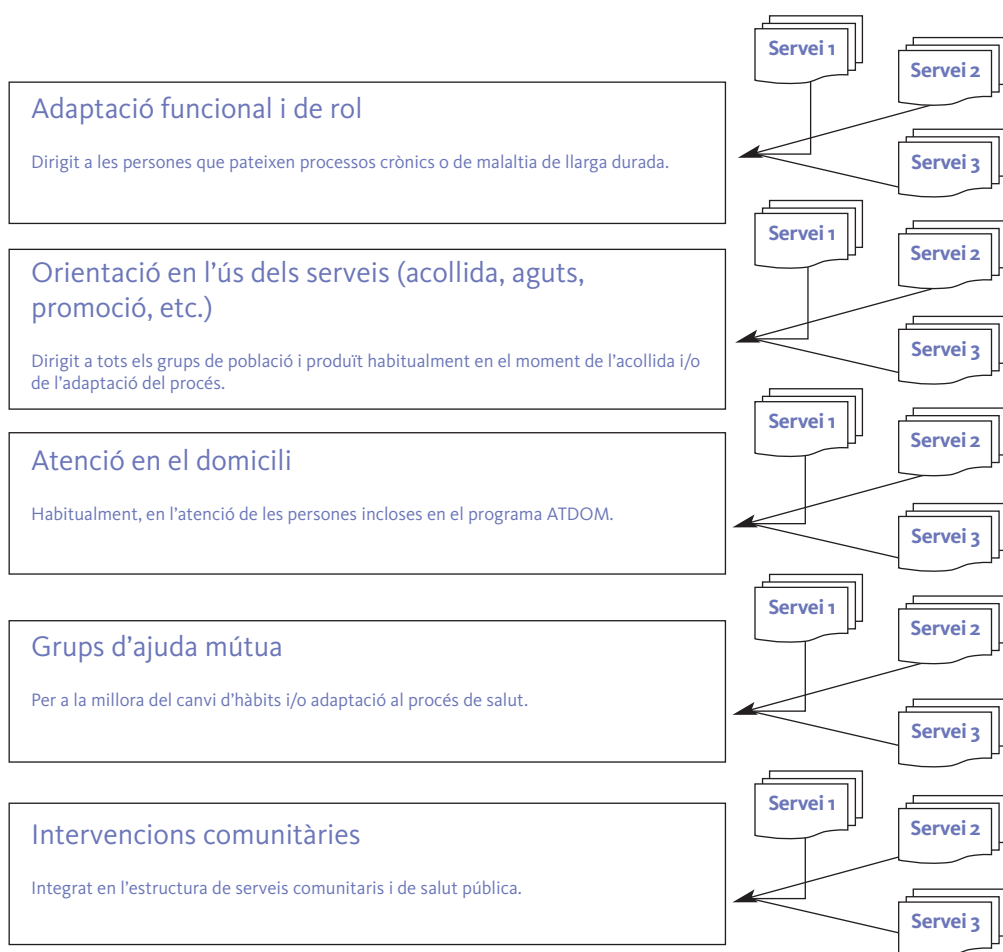 Servei 1
Servei 2
Adaptació funcional i de rol
Dirigit a les persones que pateixen processos crònics o de malaltia de llarga durada.
Servei 3
Servei 1
Servei 2
Orientació en l’ús dels serveis (acollida, aguts,
promoció, etc.)
Servei 3
Dirigit a tots els grups de població i produït habitualment en el moment de l’acollida i/o
de l’adaptació del procés.
Servei 1
Servei 2
Atenció en el domicili
Habitualment, en l’atenció de les persones incloses en el programa ATDOM.
Servei 3
Servei 1
Servei 2
Grups d’ajuda mútua
Per a la millora del canvi d’hàbits i/o adaptació al procés de salut.
Servei 3
Servei 1
Servei 2
Intervencions comunitàries
Integrat en l’estructura de serveis comunitaris i de salut pública.
Servei 3